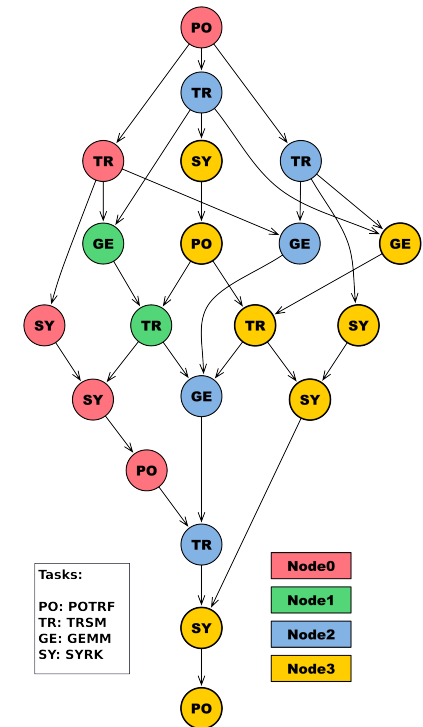 PO
TR
TR
SY
TR
GE
PO
GE
GE
SY
TR
TR
SY
SY
GE
SY
PO
TR
SY
PO
Tasks:
PO: POTRF
TR: TRSM
GE: GEMM
SY: SYRK
Node0
Node1
Node2
Node3